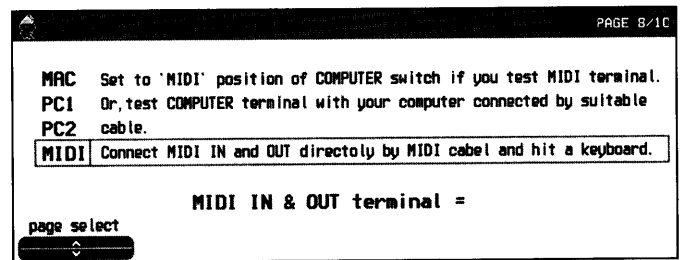 PAGE 8/10
MAC Set to 'MIDI' position of COMPUTER switch if you test MIDI terminal.
PC1 Or, test COMPUTER terminal with your computer connected by suitable
PC2 cable.
MIDI Connect MIDI IN and OUT directoly by MIDI cabel and hit a keyboard.
MIDI IN & OUT terminal =
page select